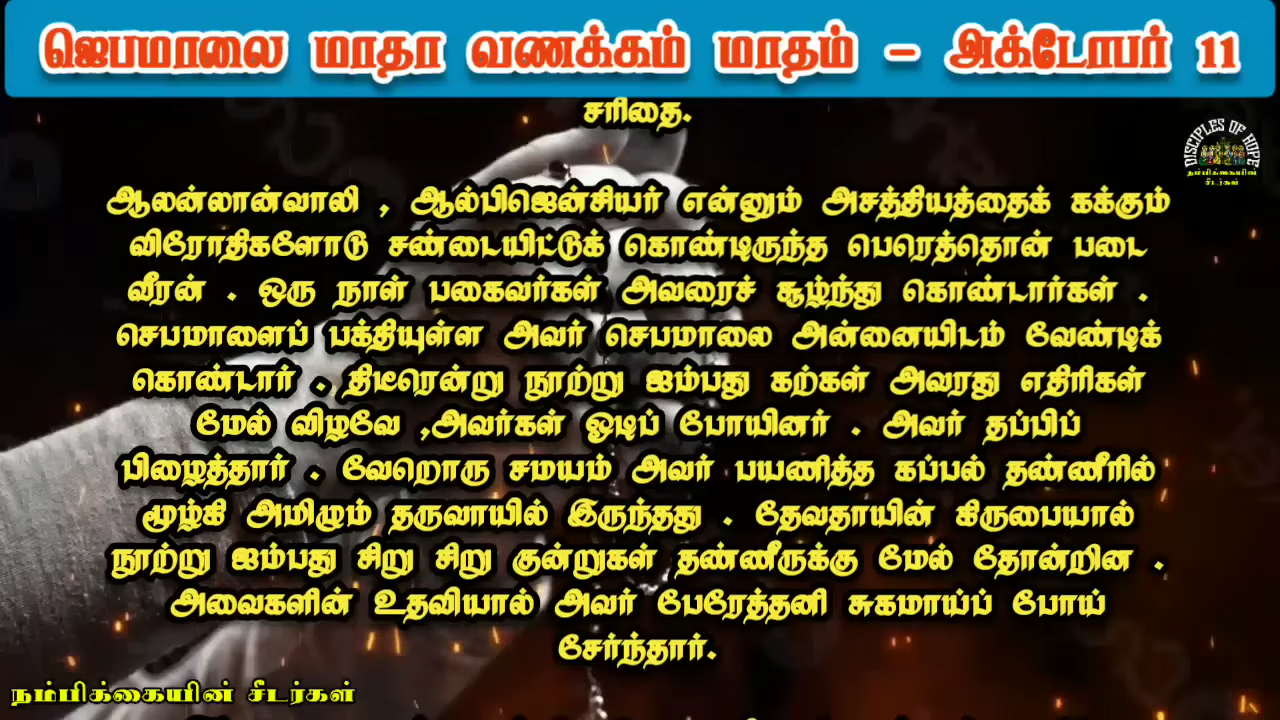 ஜெபமாலை மாதா வணக்கம் மாதம் - அக்டோபர் 11
சரிதை.
DISCIPLES OF HOPE
நம்பிக்கையின்
சீடர்கள்
ஆலன்லான்வாலி , ஆல்பிஜென்சியர் என்னும் அசத்தியத்தைக் கக்கும்
விரோதிகளோடு சண்டையிட்டுக் கொண்டிருந்த பெரெத்தொன் படை
வீரன் . ஒரு நாள் பகைவர்கள் அவரைச் சூழ்ந்து கொண்டார்கள் .
செபமாளைப் பக்தியுள்ள அவர் செபமாலை அன்னையிடம் வேண்டிக்
கொண்டார் . திடீரென்று நூற்று ஐம்பது கற்கள் அவரது எதிரிகள்
மேல் விழவே ,அவர்கள் ஓடிப் போயினர் . அவர் தப்பிப்
பிழைத்தார் . வேறொரு சமயம் அவர் பயணித்த கப்பல் தண்ணீரில்
மூழ்கி அமிழும் தருவாயில் இருந்தது . தேவதாயின் கிருபையால்
நூற்று ஐம்பது சிறு சிறு குன்றுகள் தண்ணீருக்கு மேல் தோன்றின .
அவைகளின் உதவியால் அவர் பேரேத்தனி சுகமாய்ப் போய்
சேர்ந்தார்.
நம்பிக்கையின் சீடர்கள்